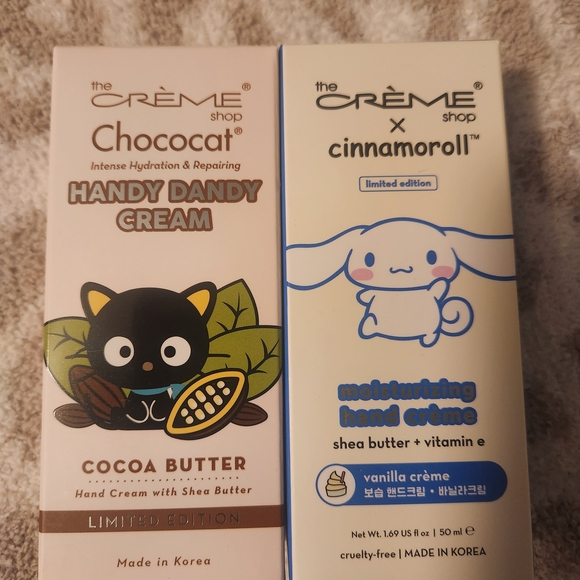 the
CRÈME®
shop
Chococat®
Intense Hydration & Repairing
HANDY DANDY
CREAM
COCOA BUTTER
Hand Cream with Shea Butter
LIMITED EDITION
Made in Korea
the
CRÈME®
shop
×
cinnamoroll™
limited edition
moisturizing
hand crème
shea butter + vitamin e
vanilla crème
보습 핸드크림 • 바닐라크림
Net Wt. 1.69 US fl oz | 50 ml ℮
cruelty-free | MADE IN KOREA